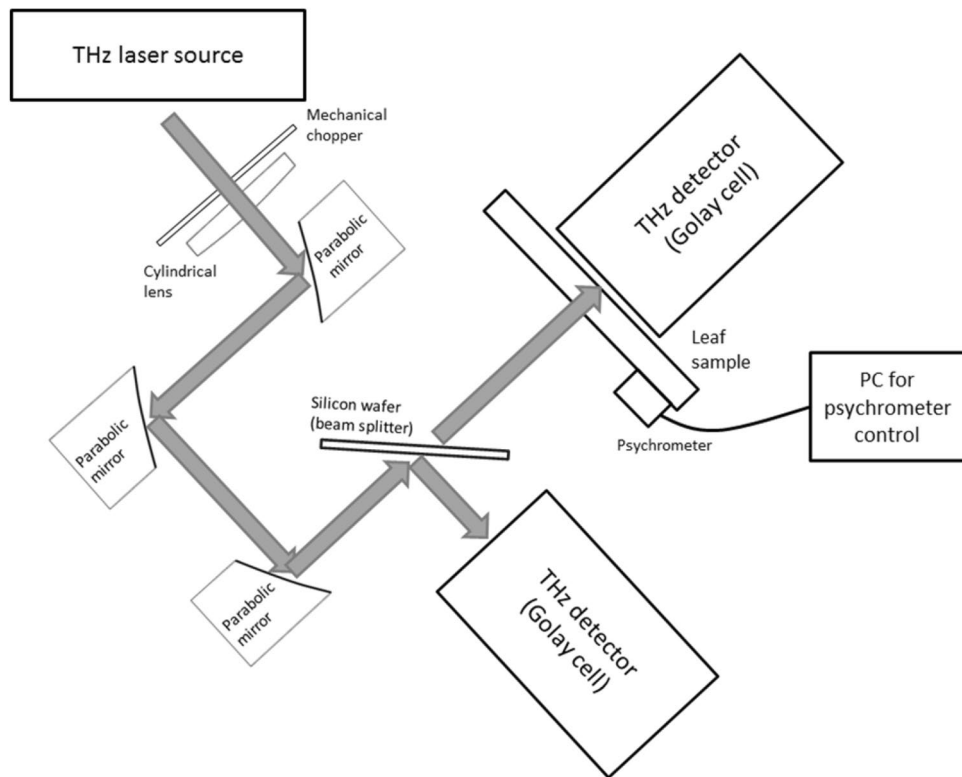 THz laser source
Mechanical
chopper
Cylindrical
lens
Parabolic
mirror
THz detector
(Golay cell)
Parabolic
mirror
Silicon wafer
(beam splitter)
Leaf
sample
Psychrometer
PC for
psychrometer
control
Parabolic
mirror
THz detector
(Golay cell)